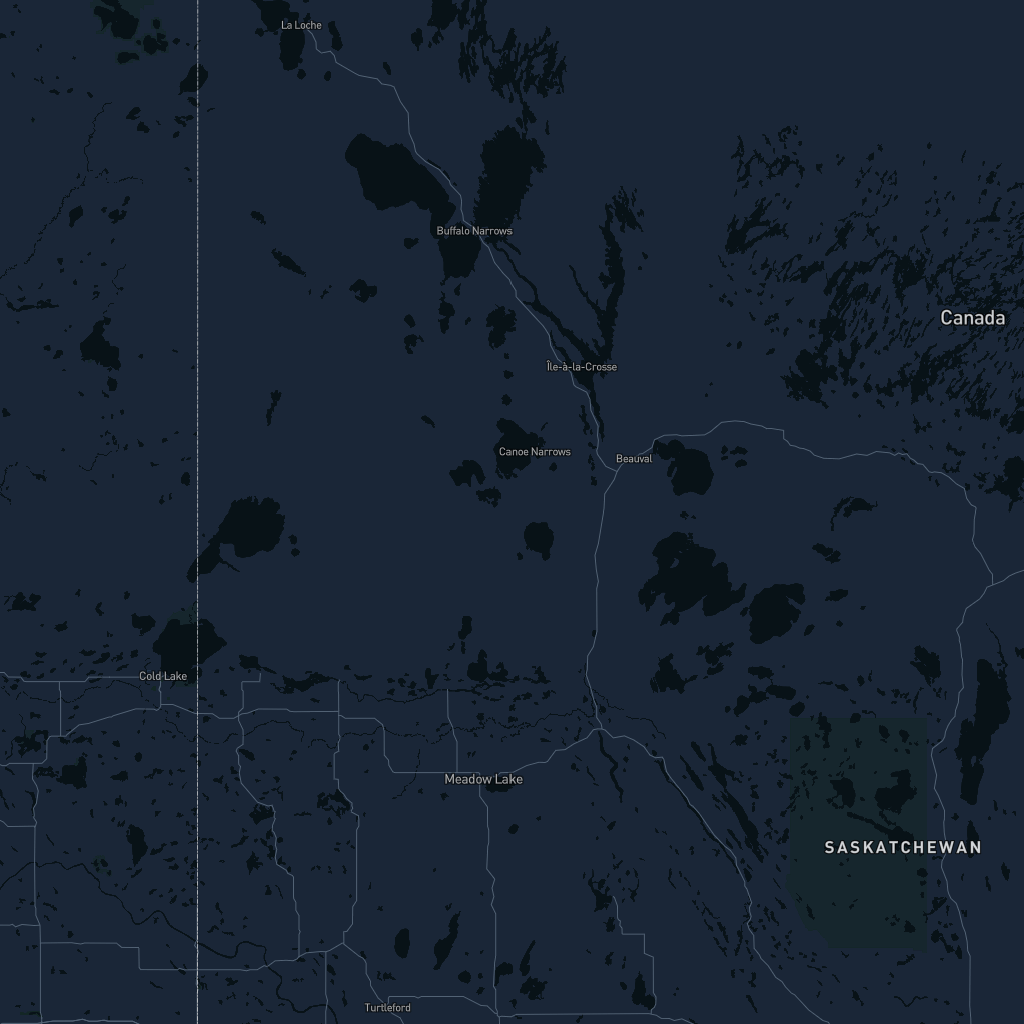 La Loche
Buffalo Narrows
Canada
Île-à-la-Crosse
Canoe Narrows
Beauval
Cold Lake
Meadow Lake
SASKATCHEWAN
Turtleford